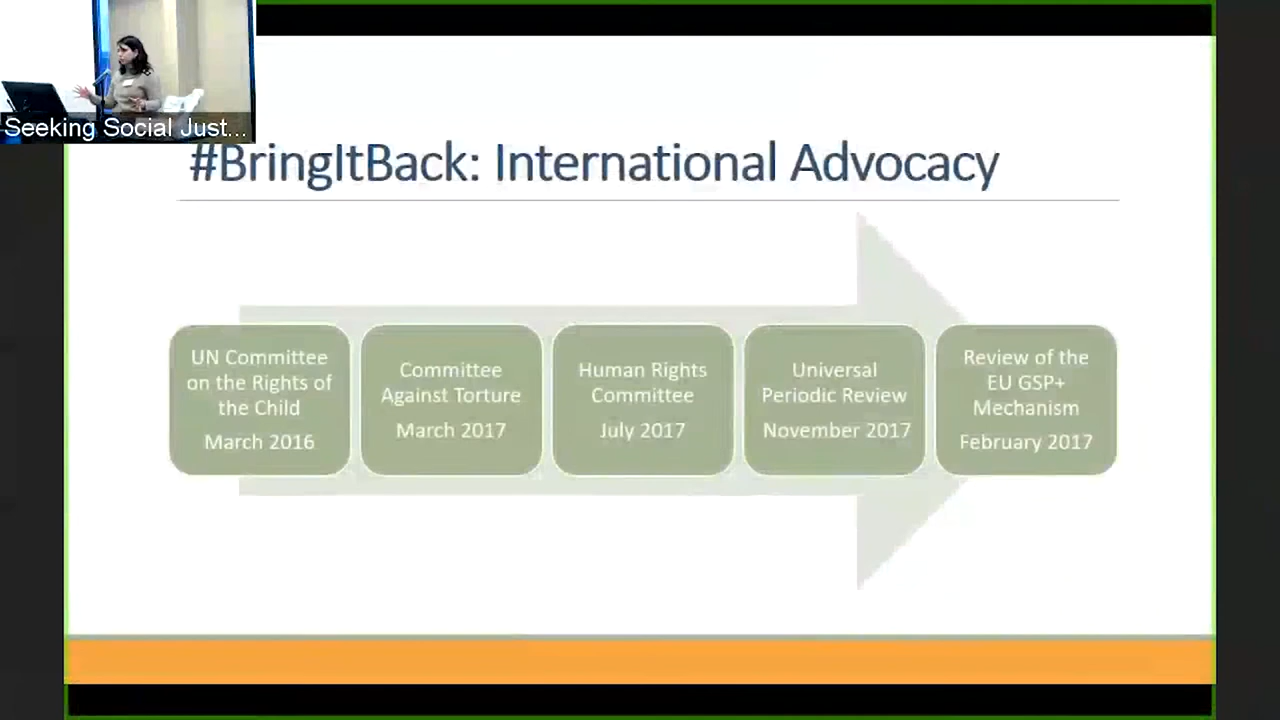 Seeking Social Just...
#BringItBack: International Advocacy
UN Committee
on the Rights of
the Child
March 2016
Committee
Against Torture
March 2017
Human Rights
Committee
July 2017
Universal
Periodic Review
November 2017
Review of the
EU GSP+
Mechanism
February 2017